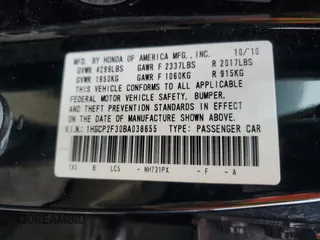 MFD. BY HONDA OF AMERICA MFG., INC. 10/10
GVWR 4299LBS GAWR F 2337LBS R 2017LBS
GVWR 1950KG GAWR F 1060KG R 915KG
THIS VEHICLE CONFORMS TO ALL APPLICABLE
FEDERAL MOTOR VEHICLE SAFETY, BUMPER,
AND THEFT PREVENTION STANDARDS IN EFFECT
ON THE DATE OF MANUFACTURE SHOWN ABOVE.
V.I.N.: 1HGCP2F30BA038655 TYPE: PASSENGER CAR
TA5 B LC5 - NH731PX - F - A